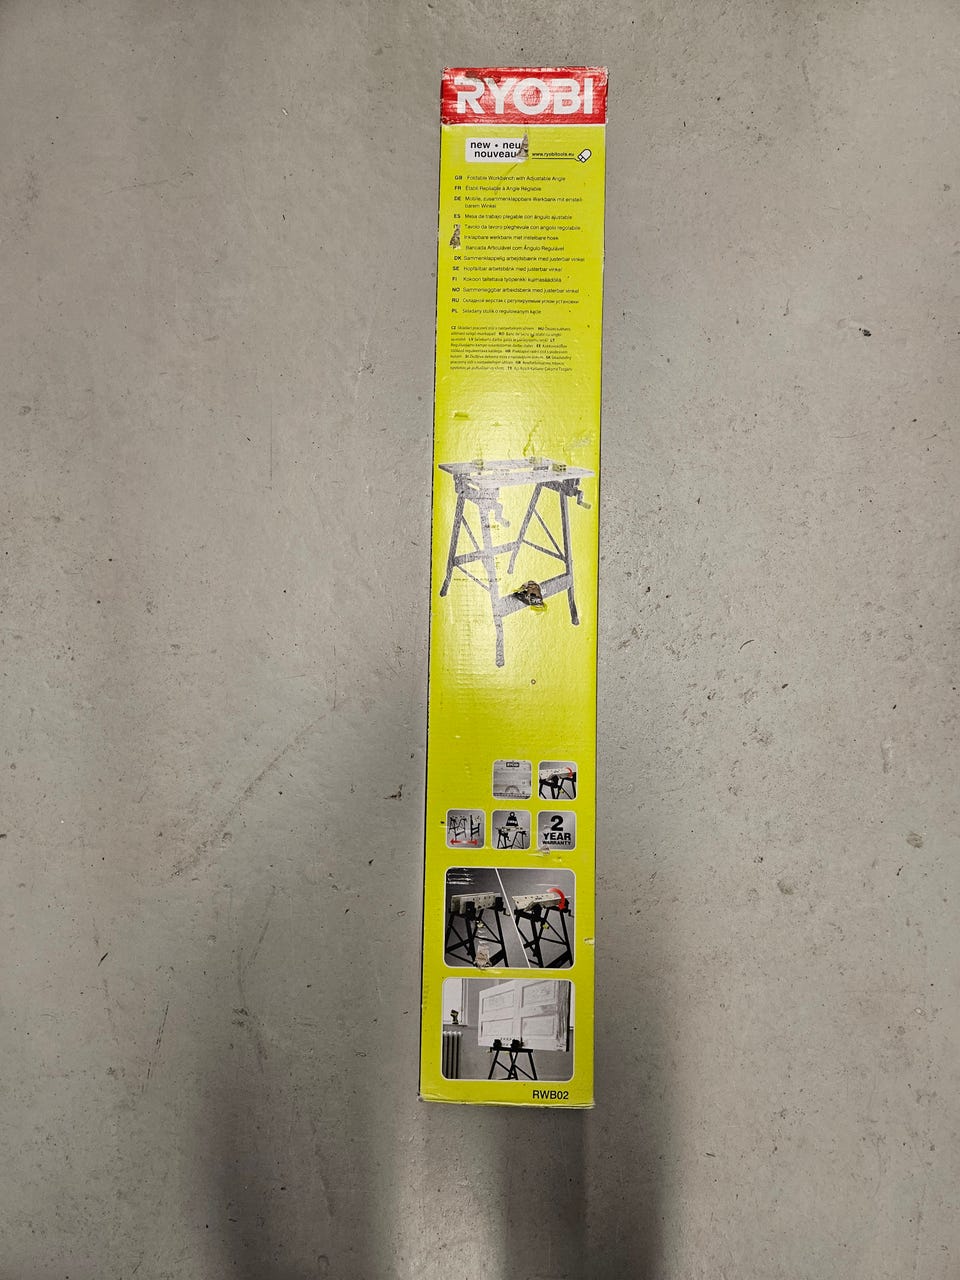 RYOBI
new • neu
nouveau
www.ryobitools.eu
GB Foldable Workbench with Adjustable Angle
FR Établi Repliable à Angle Réglable
DE Mobile, zusammenklappbare Werkbank mit einstell-
barem Winkel
ES Mesa de trabajo plegable con ángulo ajustable
Tavolo da lavoro pieghevole con angolo regolabile
Inklapbare werkbank met instelbare hoek
Bancada Articulável com Ângulo Regulável
DK Sammenklappelig arbejdsbænk med justerbar vinkel
SE Hopfällbar arbetsbänk med justerbar vinkel
FI Kokoon taitettava työpenkki kulmasäädöllä
NO Sammenleggbar arbeidsbenk med justerbar vinkel
RU Складной верстак с регулируемым углом установки
PL Składany stolik o regulowanym kącie
RYOBI
2
YEAR
WARRANTY
RWB02